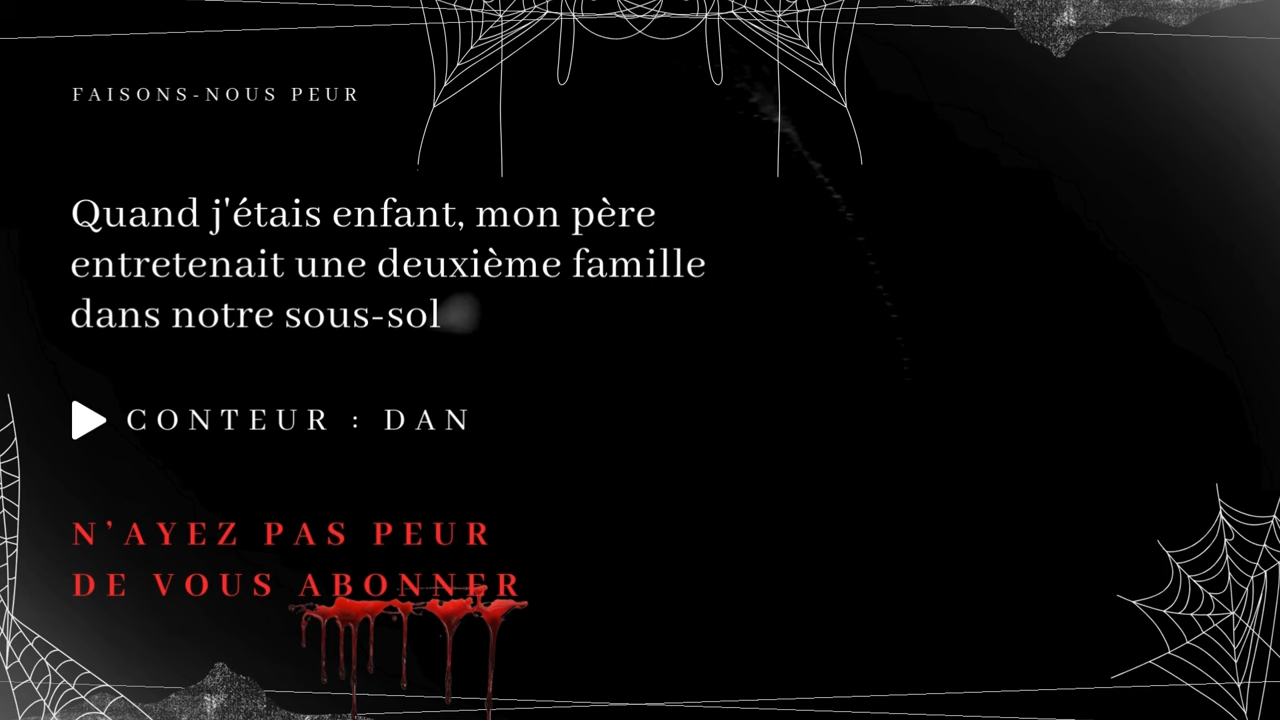 FAISONS-NOUS PEUR
Quand j'étais enfant, mon père
entretenait une deuxième famille
dans notre sous-sol
CONTEUR : DAN
N’AYEZ PAS PEUR
DE VOUS ABONNER